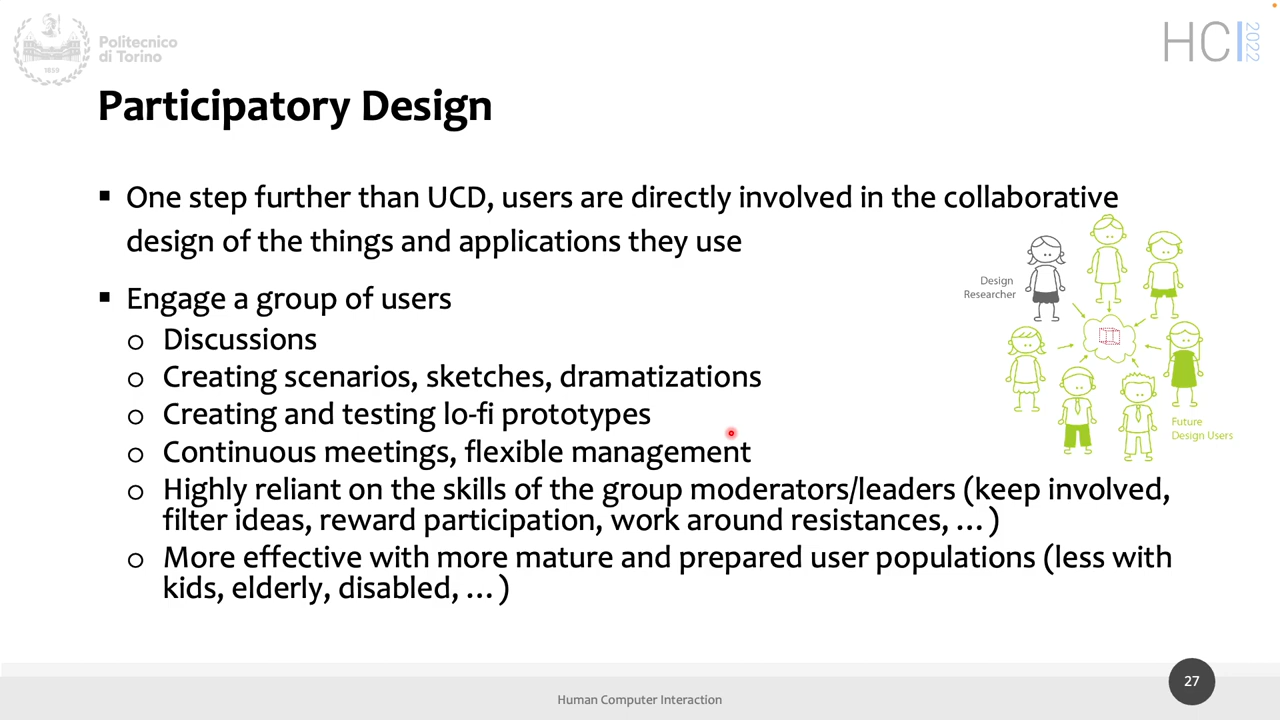 Politecnico
di Torino
1859
HCI 2022
Participatory Design
One step further than UCD, users are directly involved in the collaborative
design of the things and applications they use
Engage a group of users
Discussions
Creating scenarios, sketches, dramatizations
Creating and testing lo-fi prototypes
Continuous meetings, flexible management
Highly reliant on the skills of the group moderators/leaders (keep involved,
filter ideas, reward participation, work around resistances, … )
More effective with more mature and prepared user populations (less with
kids, elderly, disabled, … )
Design
Researcher
Future
Design Users
Human Computer Interaction
27